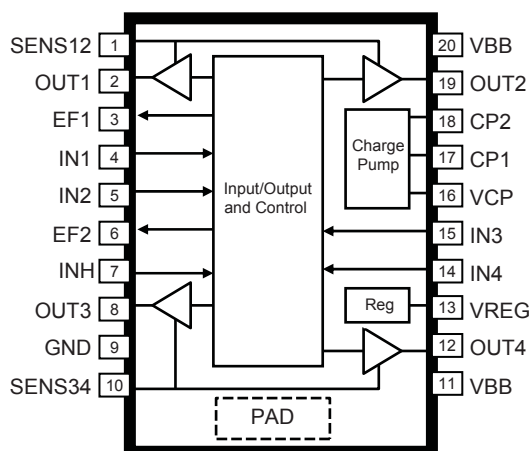 SENS12 1
OUT1 2
EF1 3
IN1 4
IN2 5
EF2 6
INH 7
OUT3 8
GND 9
SENS34 10
Input/Output
and Control
Charge
Pump
Reg
PAD
20 VBB
19 OUT2
18 CP2
17 CP1
16 VCP
15 IN3
14 IN4
13 VREG
12 OUT4
11 VBB